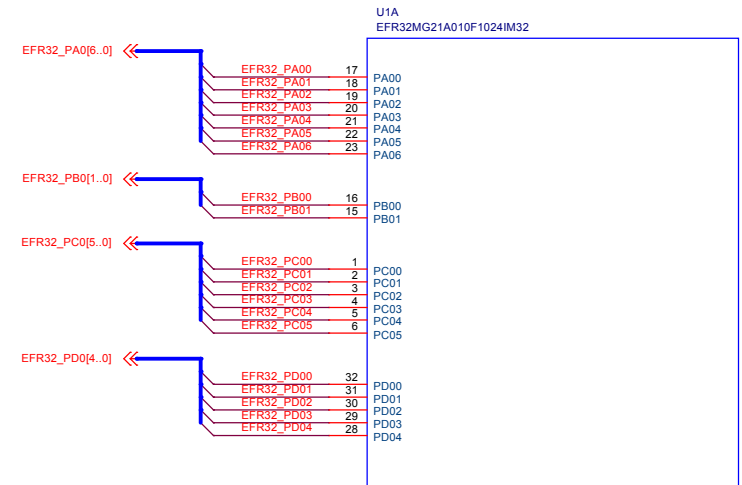 U1A
EFR32MG21A010F1024IM32
EFR32_PA0[6..0]
EFR32_PA00 17 PA00
EFR32_PA01 18 PA01
EFR32_PA02 19 PA02
EFR32_PA03 20 PA03
EFR32_PA04 21 PA04
EFR32_PA05 22 PA05
EFR32_PA06 23 PA06
EFR32_PB0[1..0]
EFR32_PB00 16 PB00
EFR32_PB01 15 PB01
EFR32_PC0[5..0]
EFR32_PC00 1 PC00
EFR32_PC01 2 PC01
EFR32_PC02 3 PC02
EFR32_PC03 4 PC03
EFR32_PC04 5 PC04
EFR32_PC05 6 PC05
EFR32_PD0[4..0]
EFR32_PD00 32 PD00
EFR32_PD01 31 PD01
EFR32_PD02 30 PD02
EFR32_PD03 29 PD03
EFR32_PD04 28 PD04